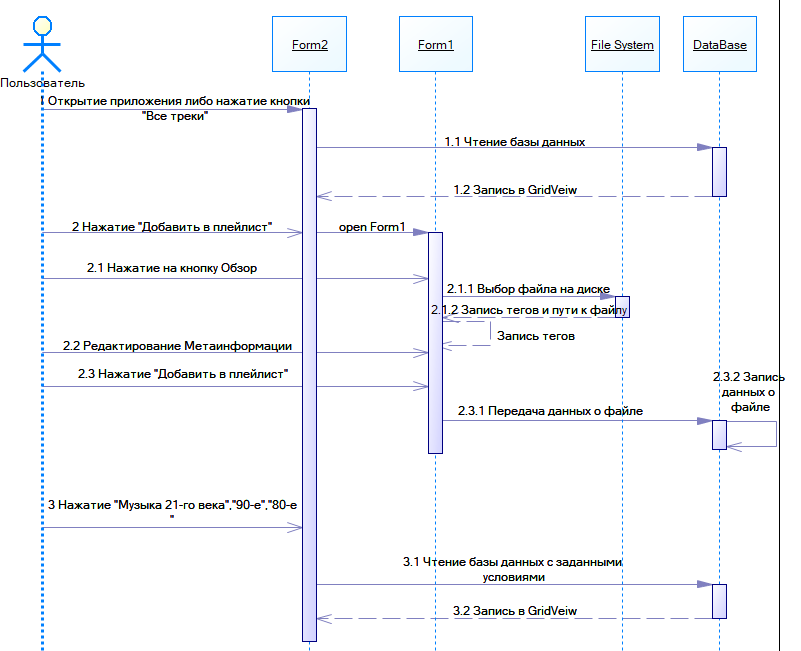 Form2
Form1
File System
DataBase
Пользователь
1 Открытие приложения либо нажатие кнопки
"Все треки"
1.1 Чтение базы данных
1.2 Запись в GridVeiw
2 Нажатие "Добавить в плейлист"
open Form1
2.1 Нажатие на кнопку Обзор
2.1.1 Выбор файла на диске
2.1.2 Запись тегов и пути к файлу
Запись тегов
2.2 Редактирование Метаинформации
2.3 Нажатие "Добавить в плейлист"
2.3.2 Запись
данных о
файле
2.3.1 Передача данных о файле
3 Нажатие "Музыка 21-го века","90-е","80-е
"
3.1 Чтение базы данных с заданными
условиями
3.2 Запись в GridVeiw